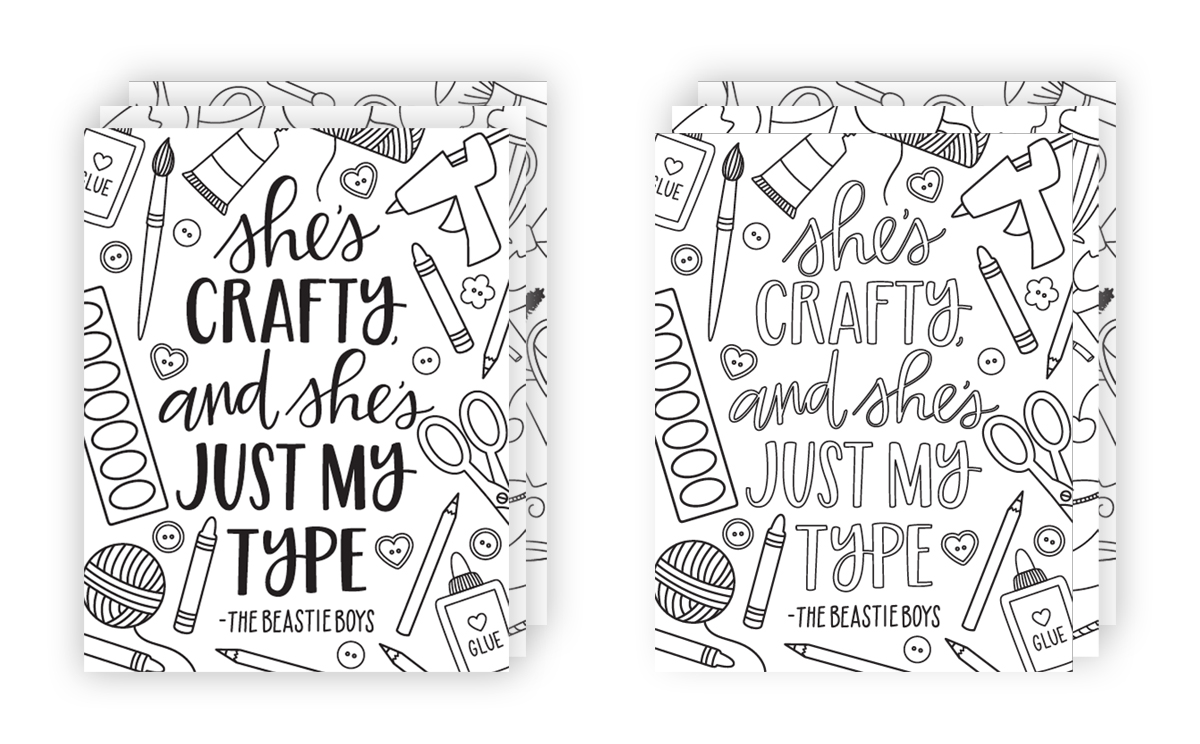 GLUE
she's
CRAFTY,
and she's
JUST MY
TYPE
-THE BEASTIE BOYS
GLUE
GLUE
she's
CRAFTY,
and she's
JUST MY
TYPE
-THE BEASTIE BOYS
GLUE